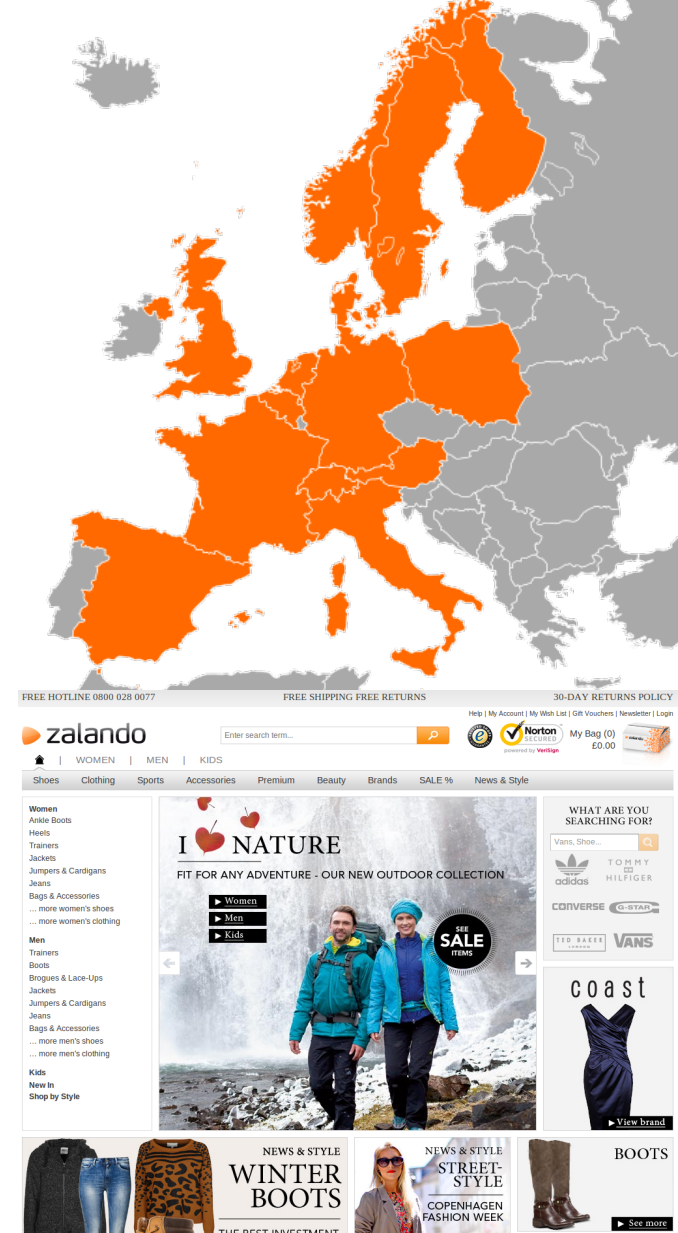 FREE HOTLINE 0800 028 0077 FREE SHIPPING FREE RETURNS 30-DAY RETURNS POLICY
Help | My Account | My Wish List | Gift Vouchers | Newsletter | Login
zalando
Enter search term...
Norton
SECURED
powered by VeriSign
My Bag (0)
£0.00
| WOMEN | MEN | KIDS
Shoes Clothing Sports Accessories Premium Beauty Brands SALE % News & Style
Women
Ankle Boots
Heels
Trainers
Jackets
Jumpers & Cardigans
Jeans
Bags & Accessories
... more women's shoes
... more women's clothing
Men
Trainers
Boots
Brogues & Lace-Ups
Jackets
Jumpers & Cardigans
Jeans
Bags & Accessories
... more men's shoes
... more men's clothing
Kids
New In
Shop by Style
I NATURE
FIT FOR ANY ADVENTURE - OUR NEW OUTDOOR COLLECTION
Women
Men
Kids
SEE
SALE
ITEMS
WHAT ARE YOU
SEARCHING FOR?
Vans, Shoe...
adidas
TOMMY
HILFIGER
CONVERSE G-STAR
TED BAKER
LONDON
VANS
coast
View brand
NEWS & STYLE
WINTER
BOOTS
THE BEST INVESTMENT
NEWS & STYLE
STREET-
STYLE
COPENHAGEN
FASHION WEEK
BOOTS
See more